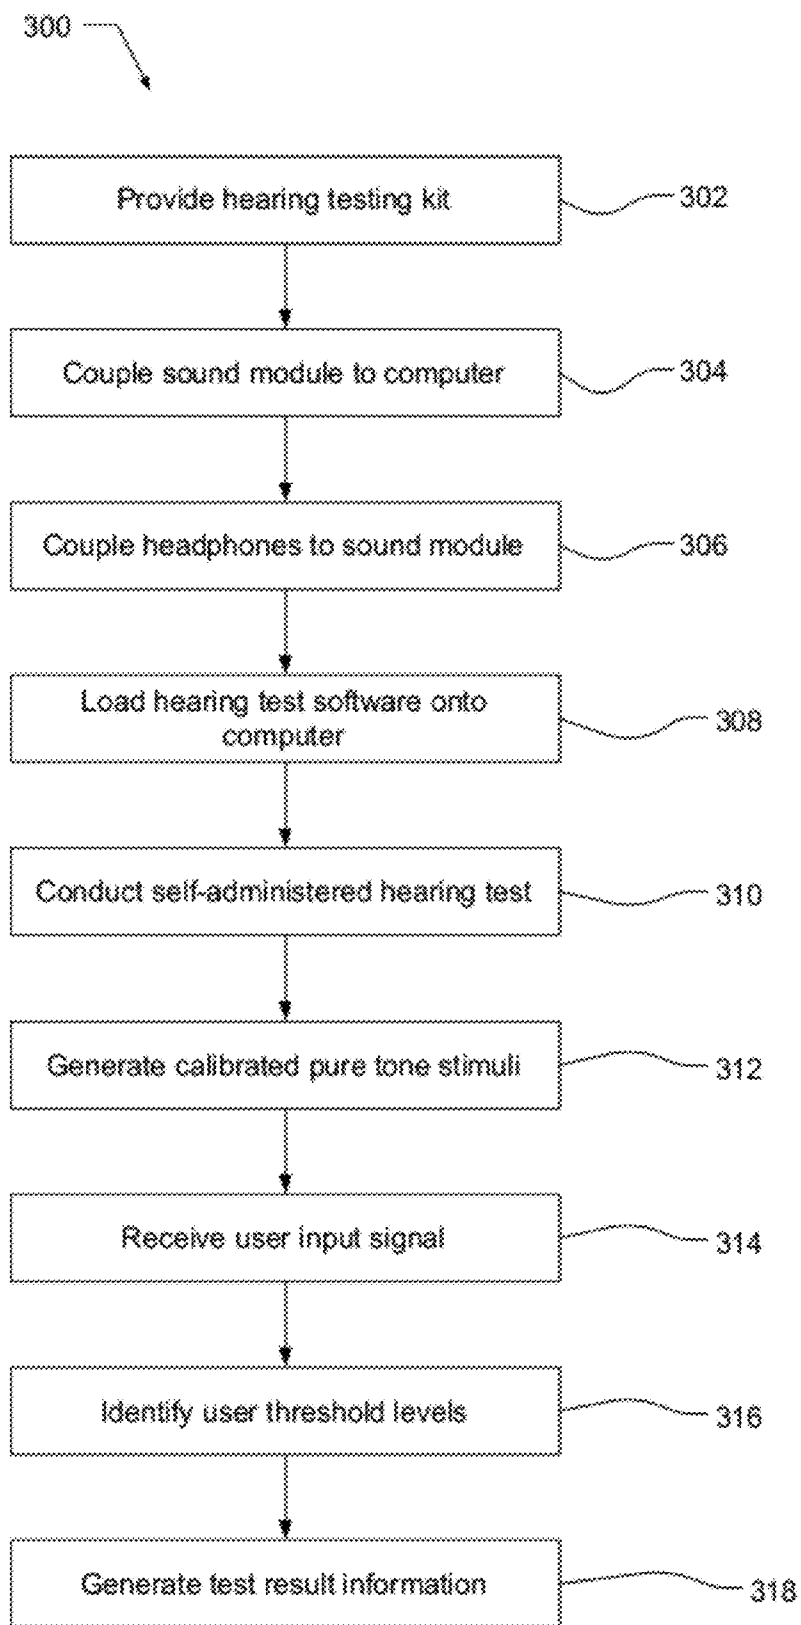 300
Provide hearing testing kit
302
Couple sound module to computer
304
Couple headphones to sound module
306
Load hearing test software onto
computer
308
Conduct self-administered hearing test
310
Generate calibrated pure tone stimuli
312
Receive user input signal
314
Identify user threshold levels
316
Generate test result information
318